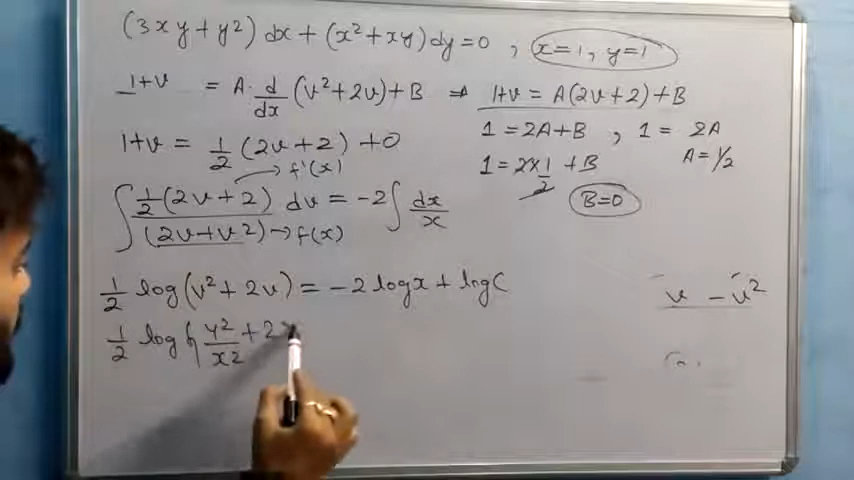 (3xy+y²) dx + (x²+xy) dy = 0 , x=1, y=1
1+v = A·d/dx (v²+2v)+B ⇒ 1+v = A(2v+2)+B
1 = 2A+B , 1 = 2A
1+v = 1/2 (2v+2) +0
1 = 2×1/2 +B A = 1/2
→ f'(x)
B=0
∫ 1/2(2v+2)/(2v+v²) dv = -2∫ dx/x
→ f(x)
1/2 log(v²+2v) = -2 logx + logC
v - v²
1/2 log y²/x² + 2